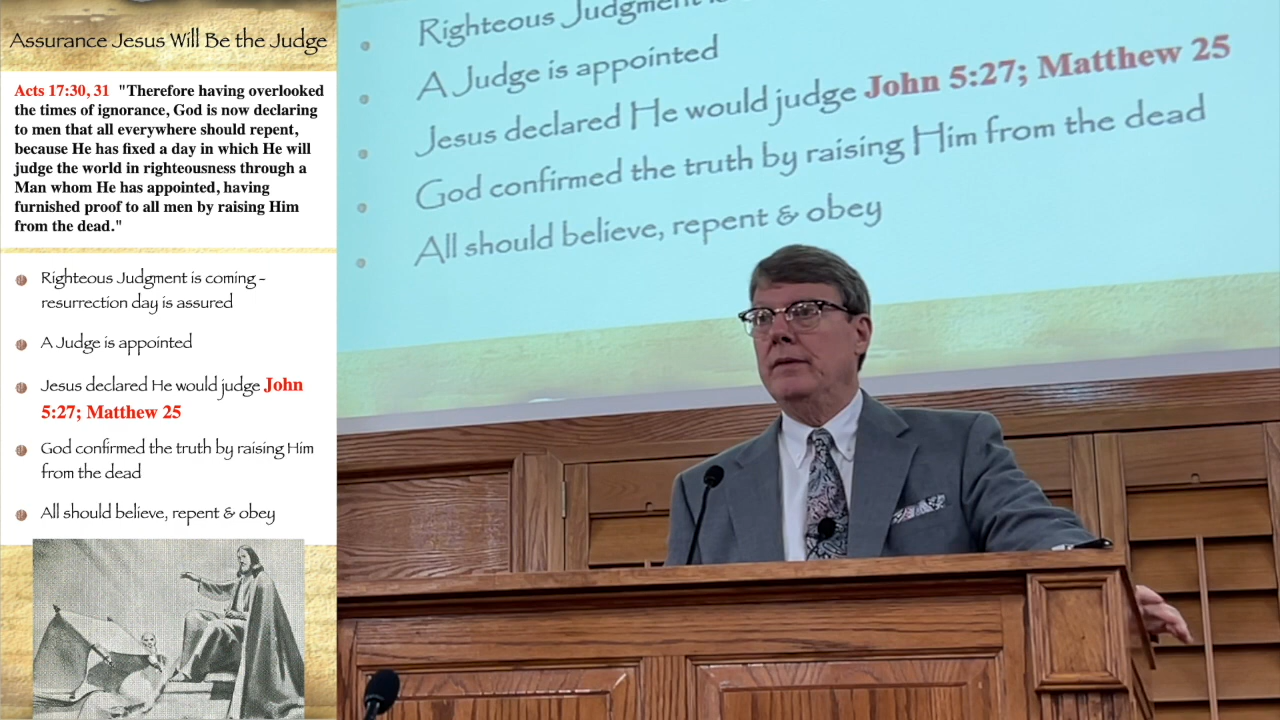 Assurance Jesus Will Be the Judge
Acts 17:30, 31 "Therefore having overlooked
the times of ignorance, God is now declaring
to men that all everywhere should repent,
because He has fixed a day in which He will
judge the world in righteousness through a
Man whom He has appointed, having
furnished proof to all men by raising Him
from the dead."
Righteous Judgment is coming -
resurrection day is assured
A Judge is appointed
Jesus declared He would judge John
5:27; Matthew 25
God confirmed the truth by raising Him
from the dead
All should believe, repent & obey
Righteous Judgment
A Judge is appointed
Jesus declared He would judge John 5:27; Matthew 25
God confirmed the truth by raising Him from the dead
All should believe, repent & obey